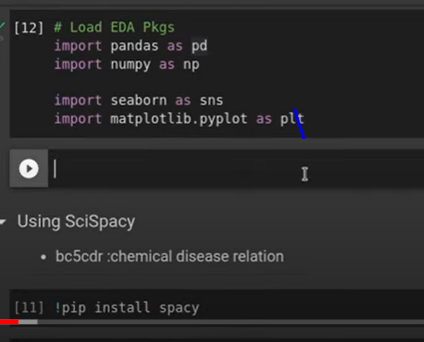 [12] # Load EDA Pkgs
import pandas as pd
import numpy as np
import seaborn as sns
import matplotlib.pyplot as plt
Using SciSpacy
bc5cdr :chemical disease relation
[11] !pip install spacy